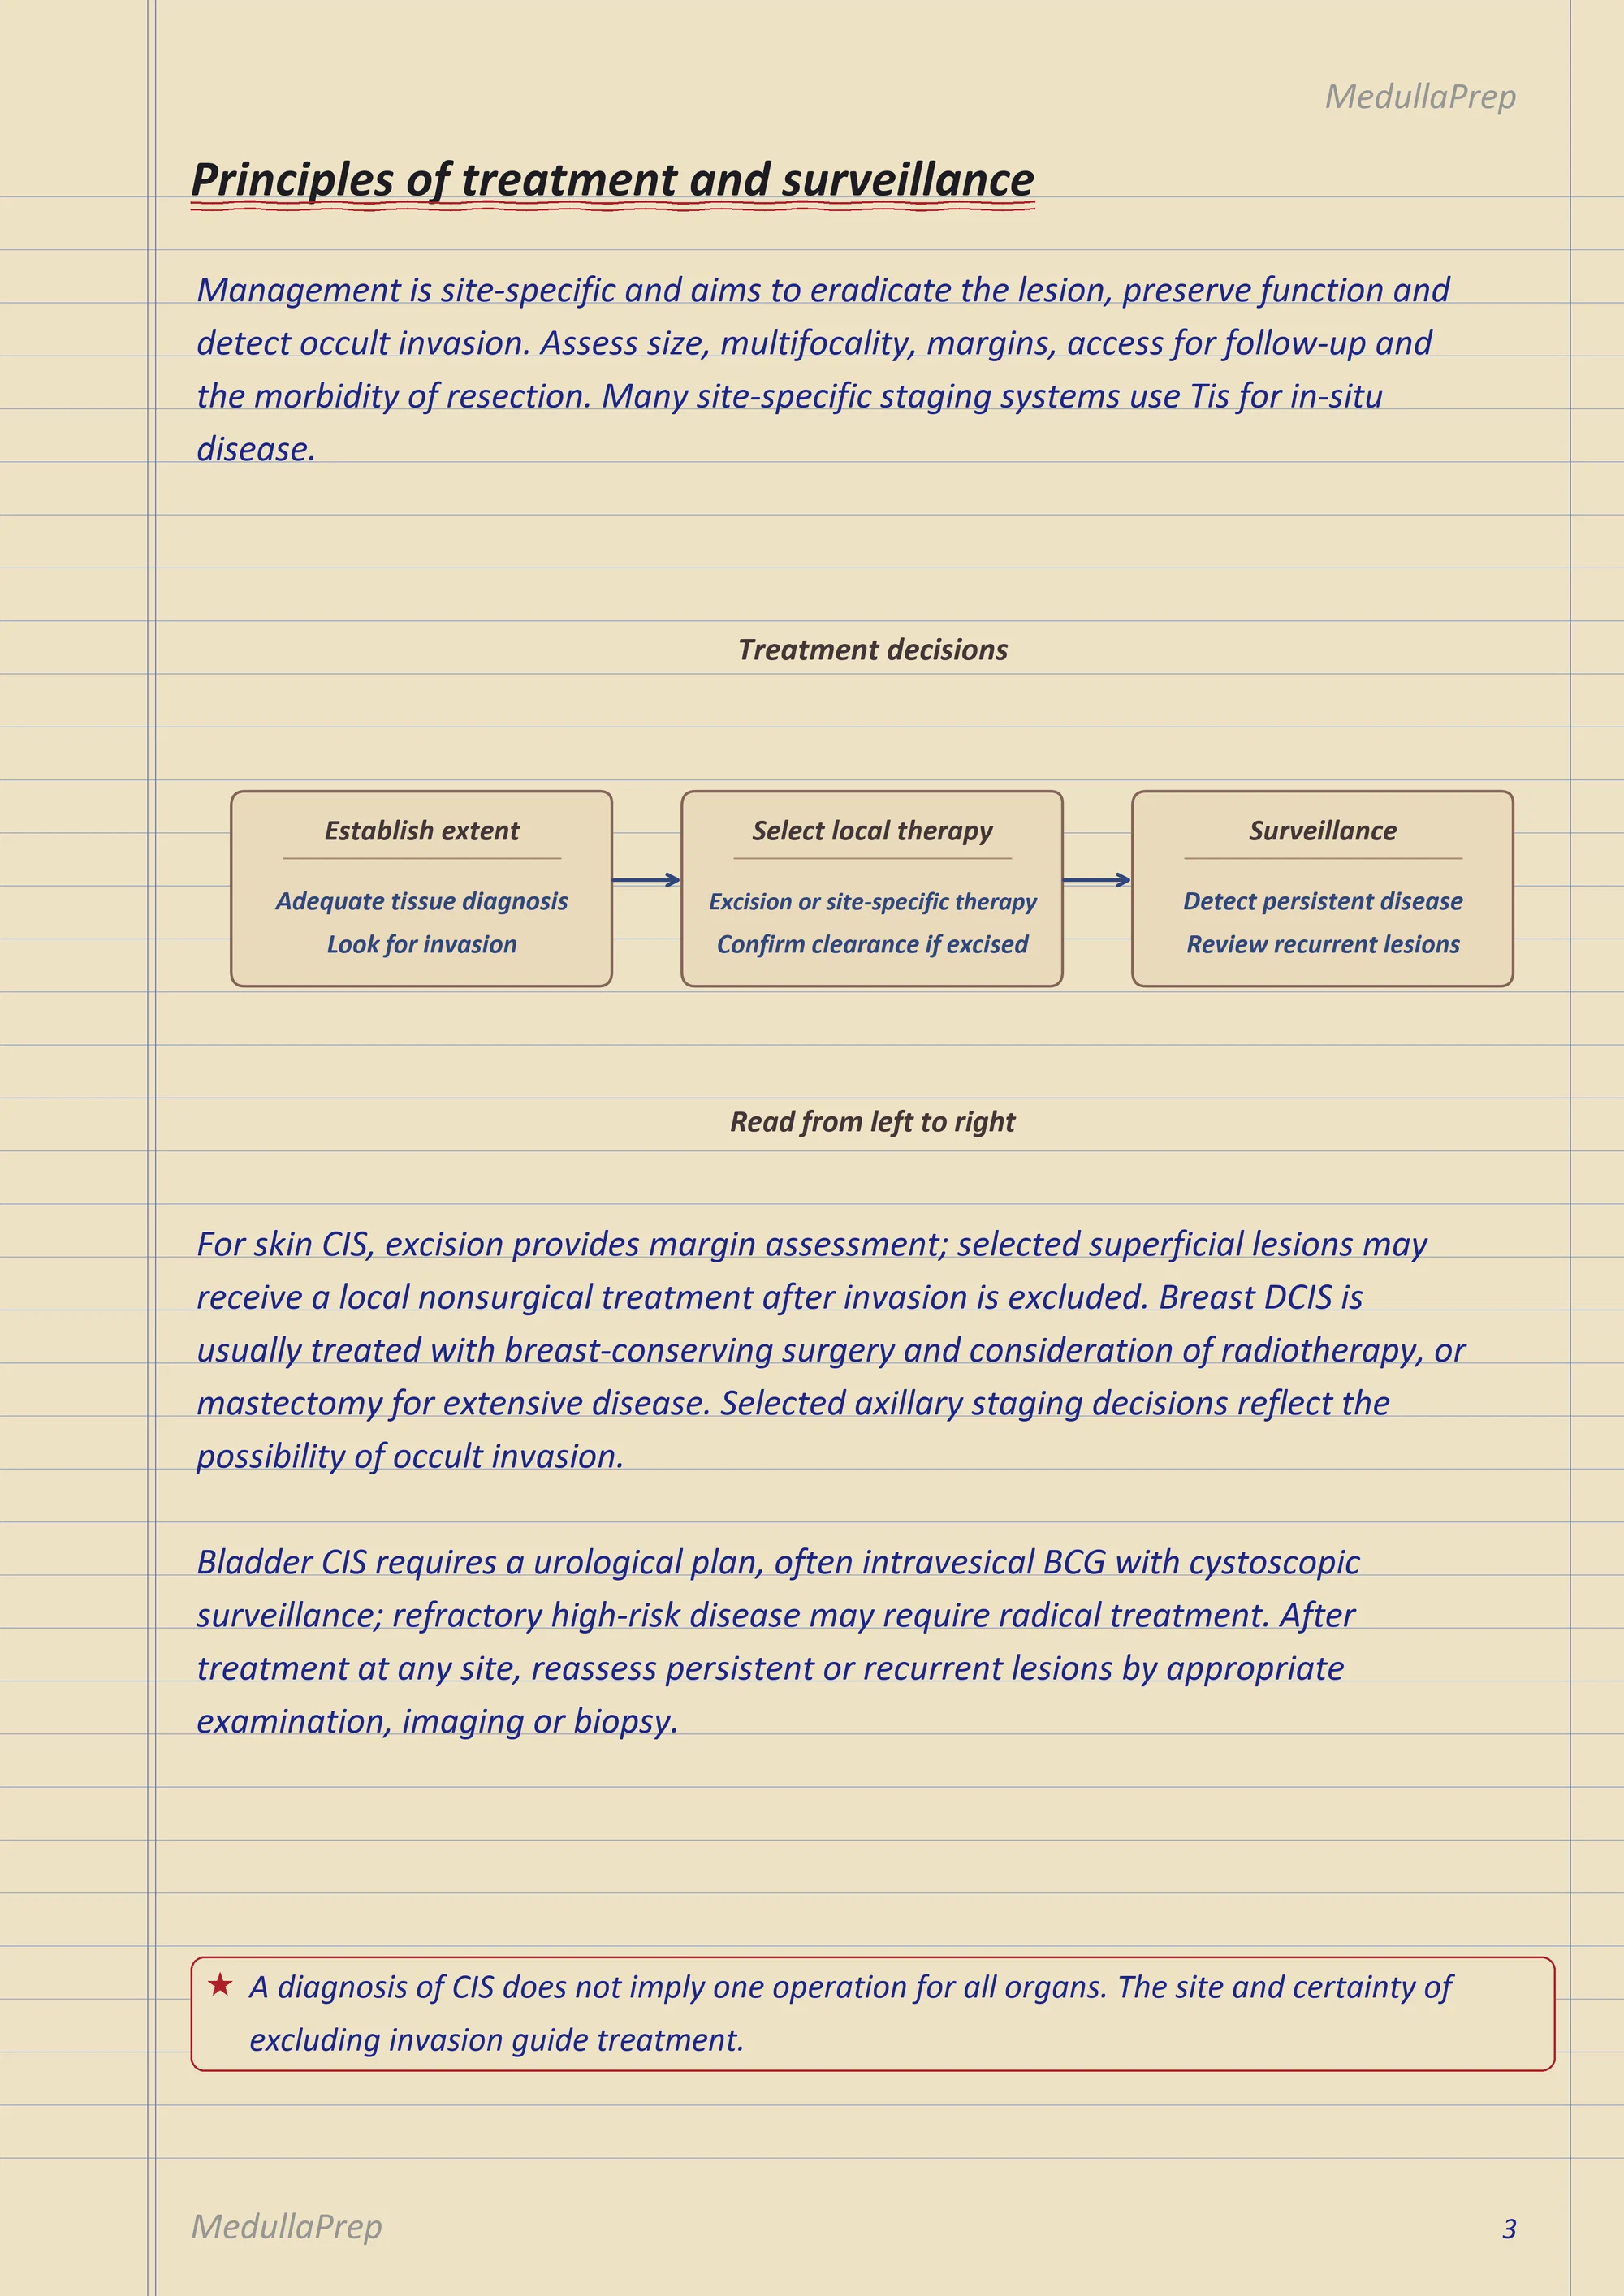 MedullaPrep
Principles of treatment and surveillance
Management is site-specific and aims to eradicate the lesion, preserve function and
detect occult invasion. Assess size, multifocality, margins, access for follow-up and
the morbidity of resection. Many site-specific staging systems use Tis for in-situ
disease.
Treatment decisions
Establish extent
Adequate tissue diagnosis
Look for invasion
Select local therapy
Excision or site-specific therapy
Confirm clearance if excised
Surveillance
Detect persistent disease
Review recurrent lesions
Read from left to right
For skin CIS, excision provides margin assessment; selected superficial lesions may
receive a local nonsurgical treatment after invasion is excluded. Breast DCIS is
usually treated with breast-conserving surgery and consideration of radiotherapy, or
mastectomy for extensive disease. Selected axillary staging decisions reflect the
possibility of occult invasion.
Bladder CIS requires a urological plan, often intravesical BCG with cystoscopic
surveillance; refractory high-risk disease may require radical treatment. After
treatment at any site, reassess persistent or recurrent lesions by appropriate
examination, imaging or biopsy.
★ A diagnosis of CIS does not imply one operation for all organs. The site and certainty of
excluding invasion guide treatment.
MedullaPrep
3